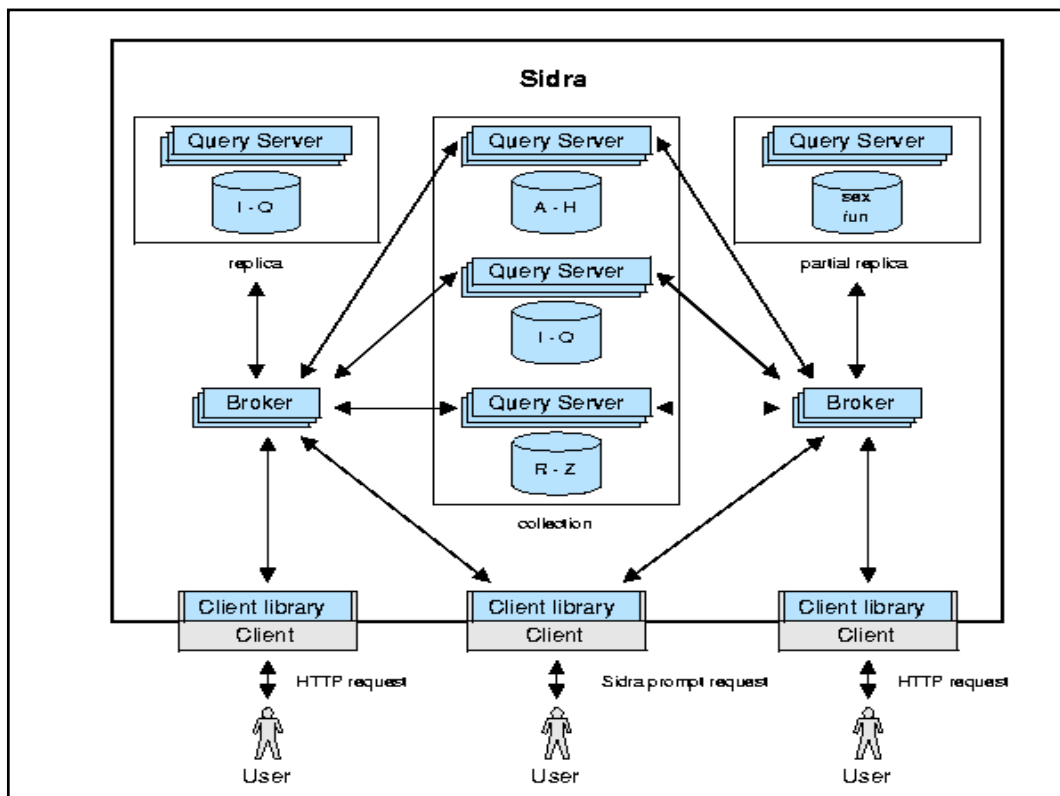 Sidra
Query Server
Query Server
Query Server
I - Q
A - H
sex
fun
replica
partial replica
Query Server
I - Q
Broker
Query Server
Broker
R - Z
collection
Client library
Client library
Client library
Client
Client
Client
HTTP request
Sidra prompt request
HTTP request
User
User
User